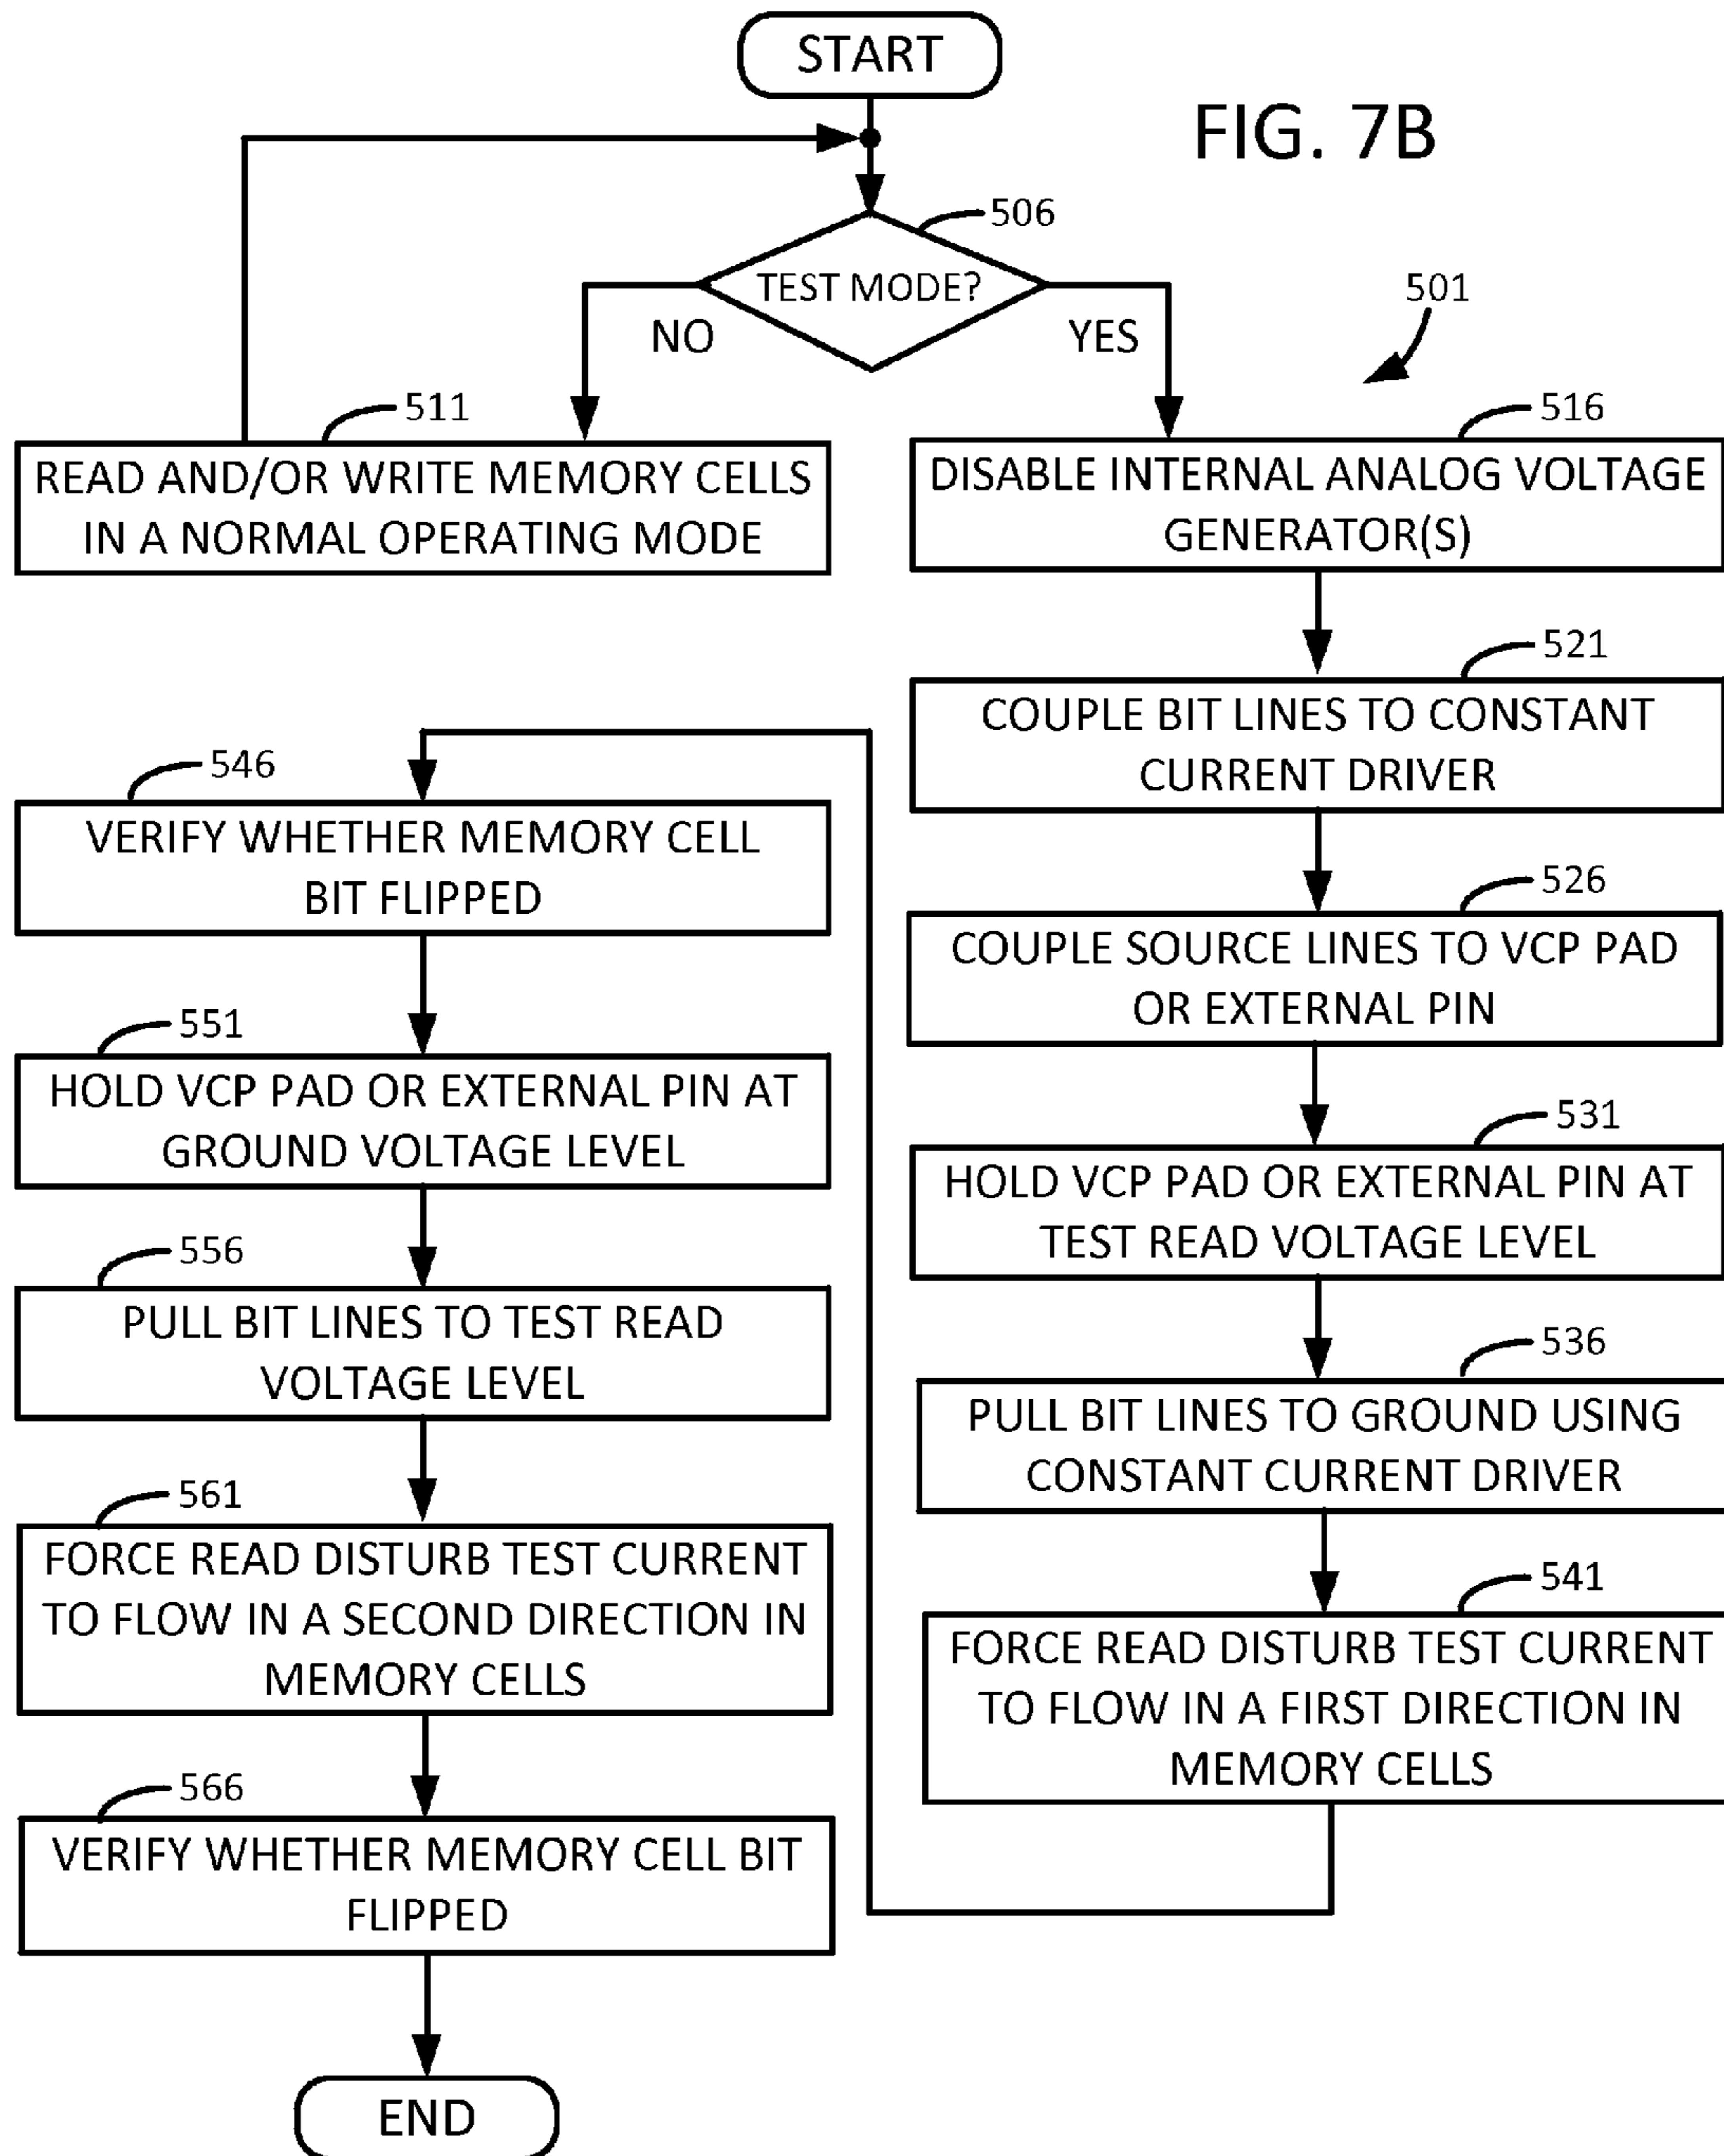 START
FIG. 7B
506
TEST MODE?
NO
YES
501
511
READ AND/OR WRITE MEMORY CELLS
IN A NORMAL OPERATING MODE
516
DISABLE INTERNAL ANALOG VOLTAGE
GENERATOR(S)
521
COUPLE BIT LINES TO CONSTANT
CURRENT DRIVER
526
COUPLE SOURCE LINES TO VCP PAD
OR EXTERNAL PIN
531
HOLD VCP PAD OR EXTERNAL PIN AT
TEST READ VOLTAGE LEVEL
536
PULL BIT LINES TO GROUND USING
CONSTANT CURRENT DRIVER
541
FORCE READ DISTURB TEST CURRENT
TO FLOW IN A FIRST DIRECTION IN
MEMORY CELLS
546
VERIFY WHETHER MEMORY CELL
BIT FLIPPED
551
HOLD VCP PAD OR EXTERNAL PIN AT
GROUND VOLTAGE LEVEL
556
PULL BIT LINES TO TEST READ
VOLTAGE LEVEL
561
FORCE READ DISTURB TEST CURRENT
TO FLOW IN A SECOND DIRECTION IN
MEMORY CELLS
566
VERIFY WHETHER MEMORY CELL BIT
FLIPPED
END